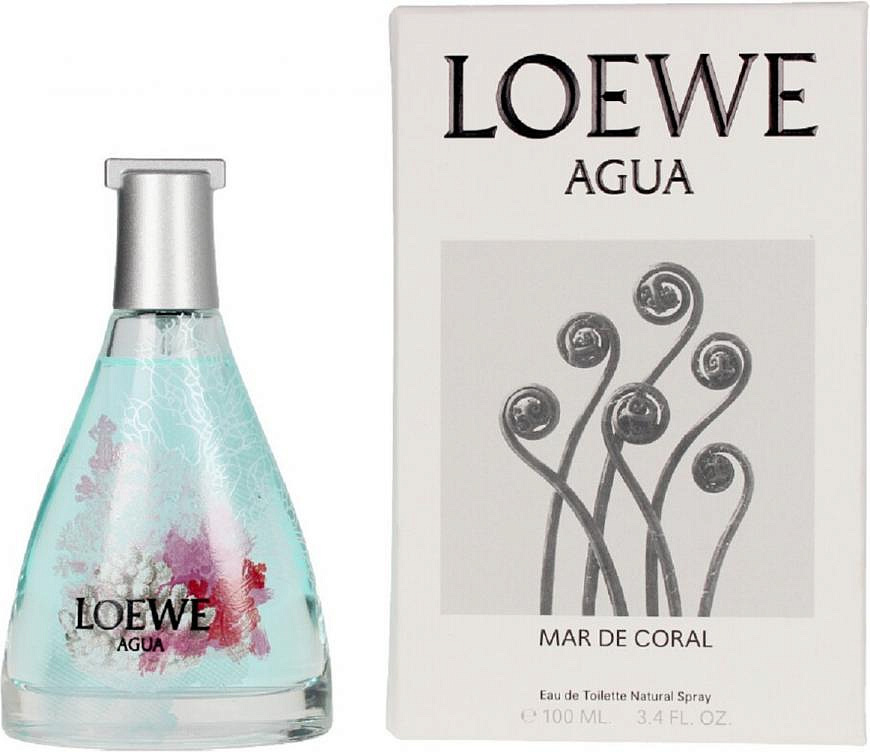 LOEWE
AGUA
MAR DE CORAL
Eau de Toilette Natural Spray
℮ 100 ML. 3.4 FL. OZ.
LOEWE
AGUA